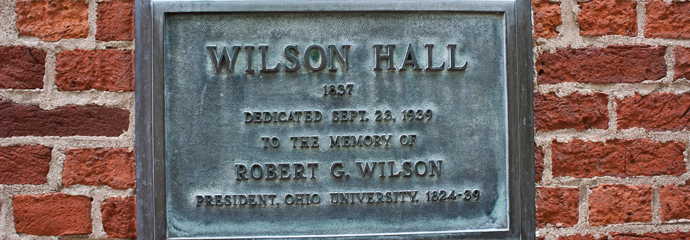 WILSON HALL
1837
DEDICATED SEPT. 23, 1939
TO THE MEMORY OF
ROBERT G. WILSON
PRESIDENT, OHIO UNIVERSITY, 1824-39